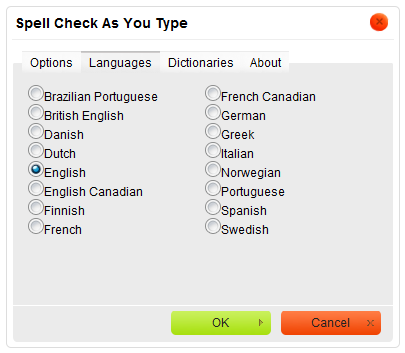 Spell Check As You Type
Options Languages Dictionaries About
Brazilian Portuguese
British English
Danish
Dutch
English
English Canadian
Finnish
French
French Canadian
German
Greek
Italian
Norwegian
Portuguese
Spanish
Swedish
OK Cancel